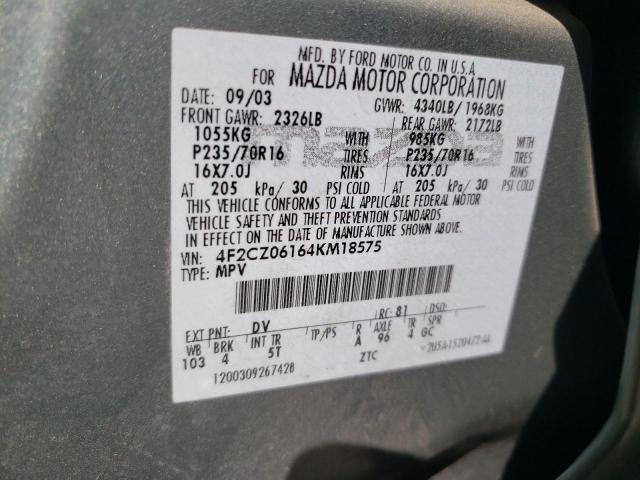 MFD. BY FORD MOTOR CO. IN U.S.A.
FOR MAZDA MOTOR CORPORATION
DATE: 09/03 GVWR: 4340LB/ 1968KG
FRONT GAWR: 2326LB REAR GAWR: 2172LB
1055KG WITH 985KG WITH
P235/70R16 TIRES P235/70R16 TIRES
16X7.0J RIMS 16X7.0J RIMS
AT 205 kPa/ 30 PSI COLD AT 205 kPa/ 30 PSI COLD
THIS VEHICLE CONFORMS TO ALL APPLICABLE FEDERAL MOTOR
VEHICLE SAFETY AND THEFT PREVENTION STANDARDS
IN EFFECT ON THE DATE OF MANUFACTURE SHOWN ABOVE.
VIN: 4F2CZ06164KM18575
TYPE: MPV
EXT PNT: DV RC: 81 DSO:
WB BRK INT TR TP/PS R AXLE TR SPR
103 4 5T A 96 4 GC
1200309267428 ZTC